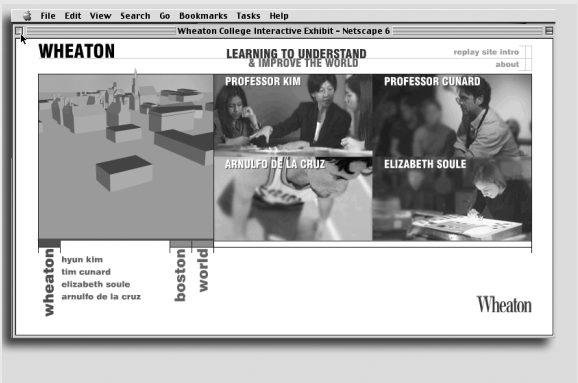 File Edit View Search Go Bookmarks Tasks Help
Wheaton College Interactive Exhibit - Netscape 6
WHEATON
LEARNING TO UNDERSTAND
& IMPROVE THE WORLD
replay site intro
about
PROFESSOR KIM
PROFESSOR CUNARD
ARNULFO DE LA CRUZ
ELIZABETH SOULE
wheaton
hyun kim
tim cunard
elizabeth soule
arnulfo de la cruz
boston
world
Wheaton